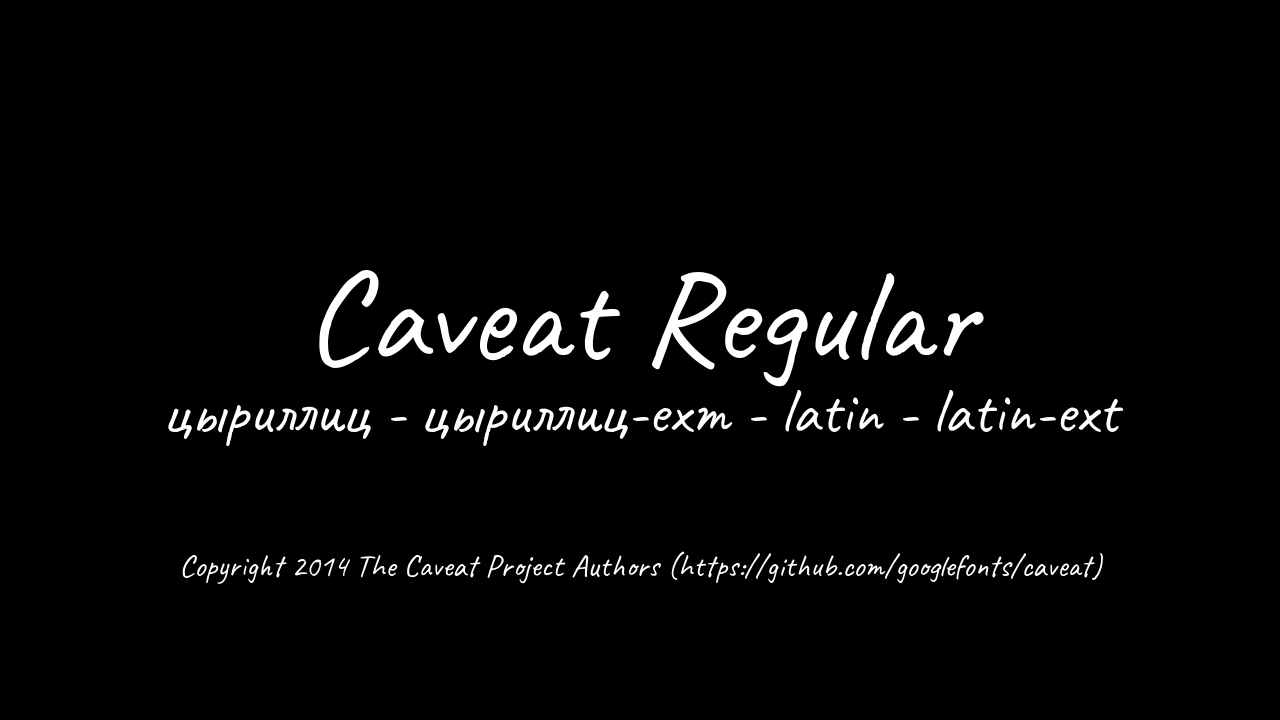 Caveat Regular
цыриллиц - цыриллиц-ехт - latin - latin-ext
Copyright 2014 The Caveat Project Authors (https://github.com/googlefonts/caveat)